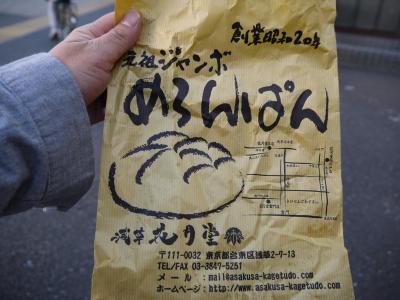 創業昭和20年
元祖ジャンボ
めろんぱん
浅草 花月堂
〒111-0032 東京都台東区浅草2-7-13
TEL/FAX 03-3847-5251
メール：mail@asakusa-kagetudo.com
ホームページ：http://www.asakusa-kagetudo.com